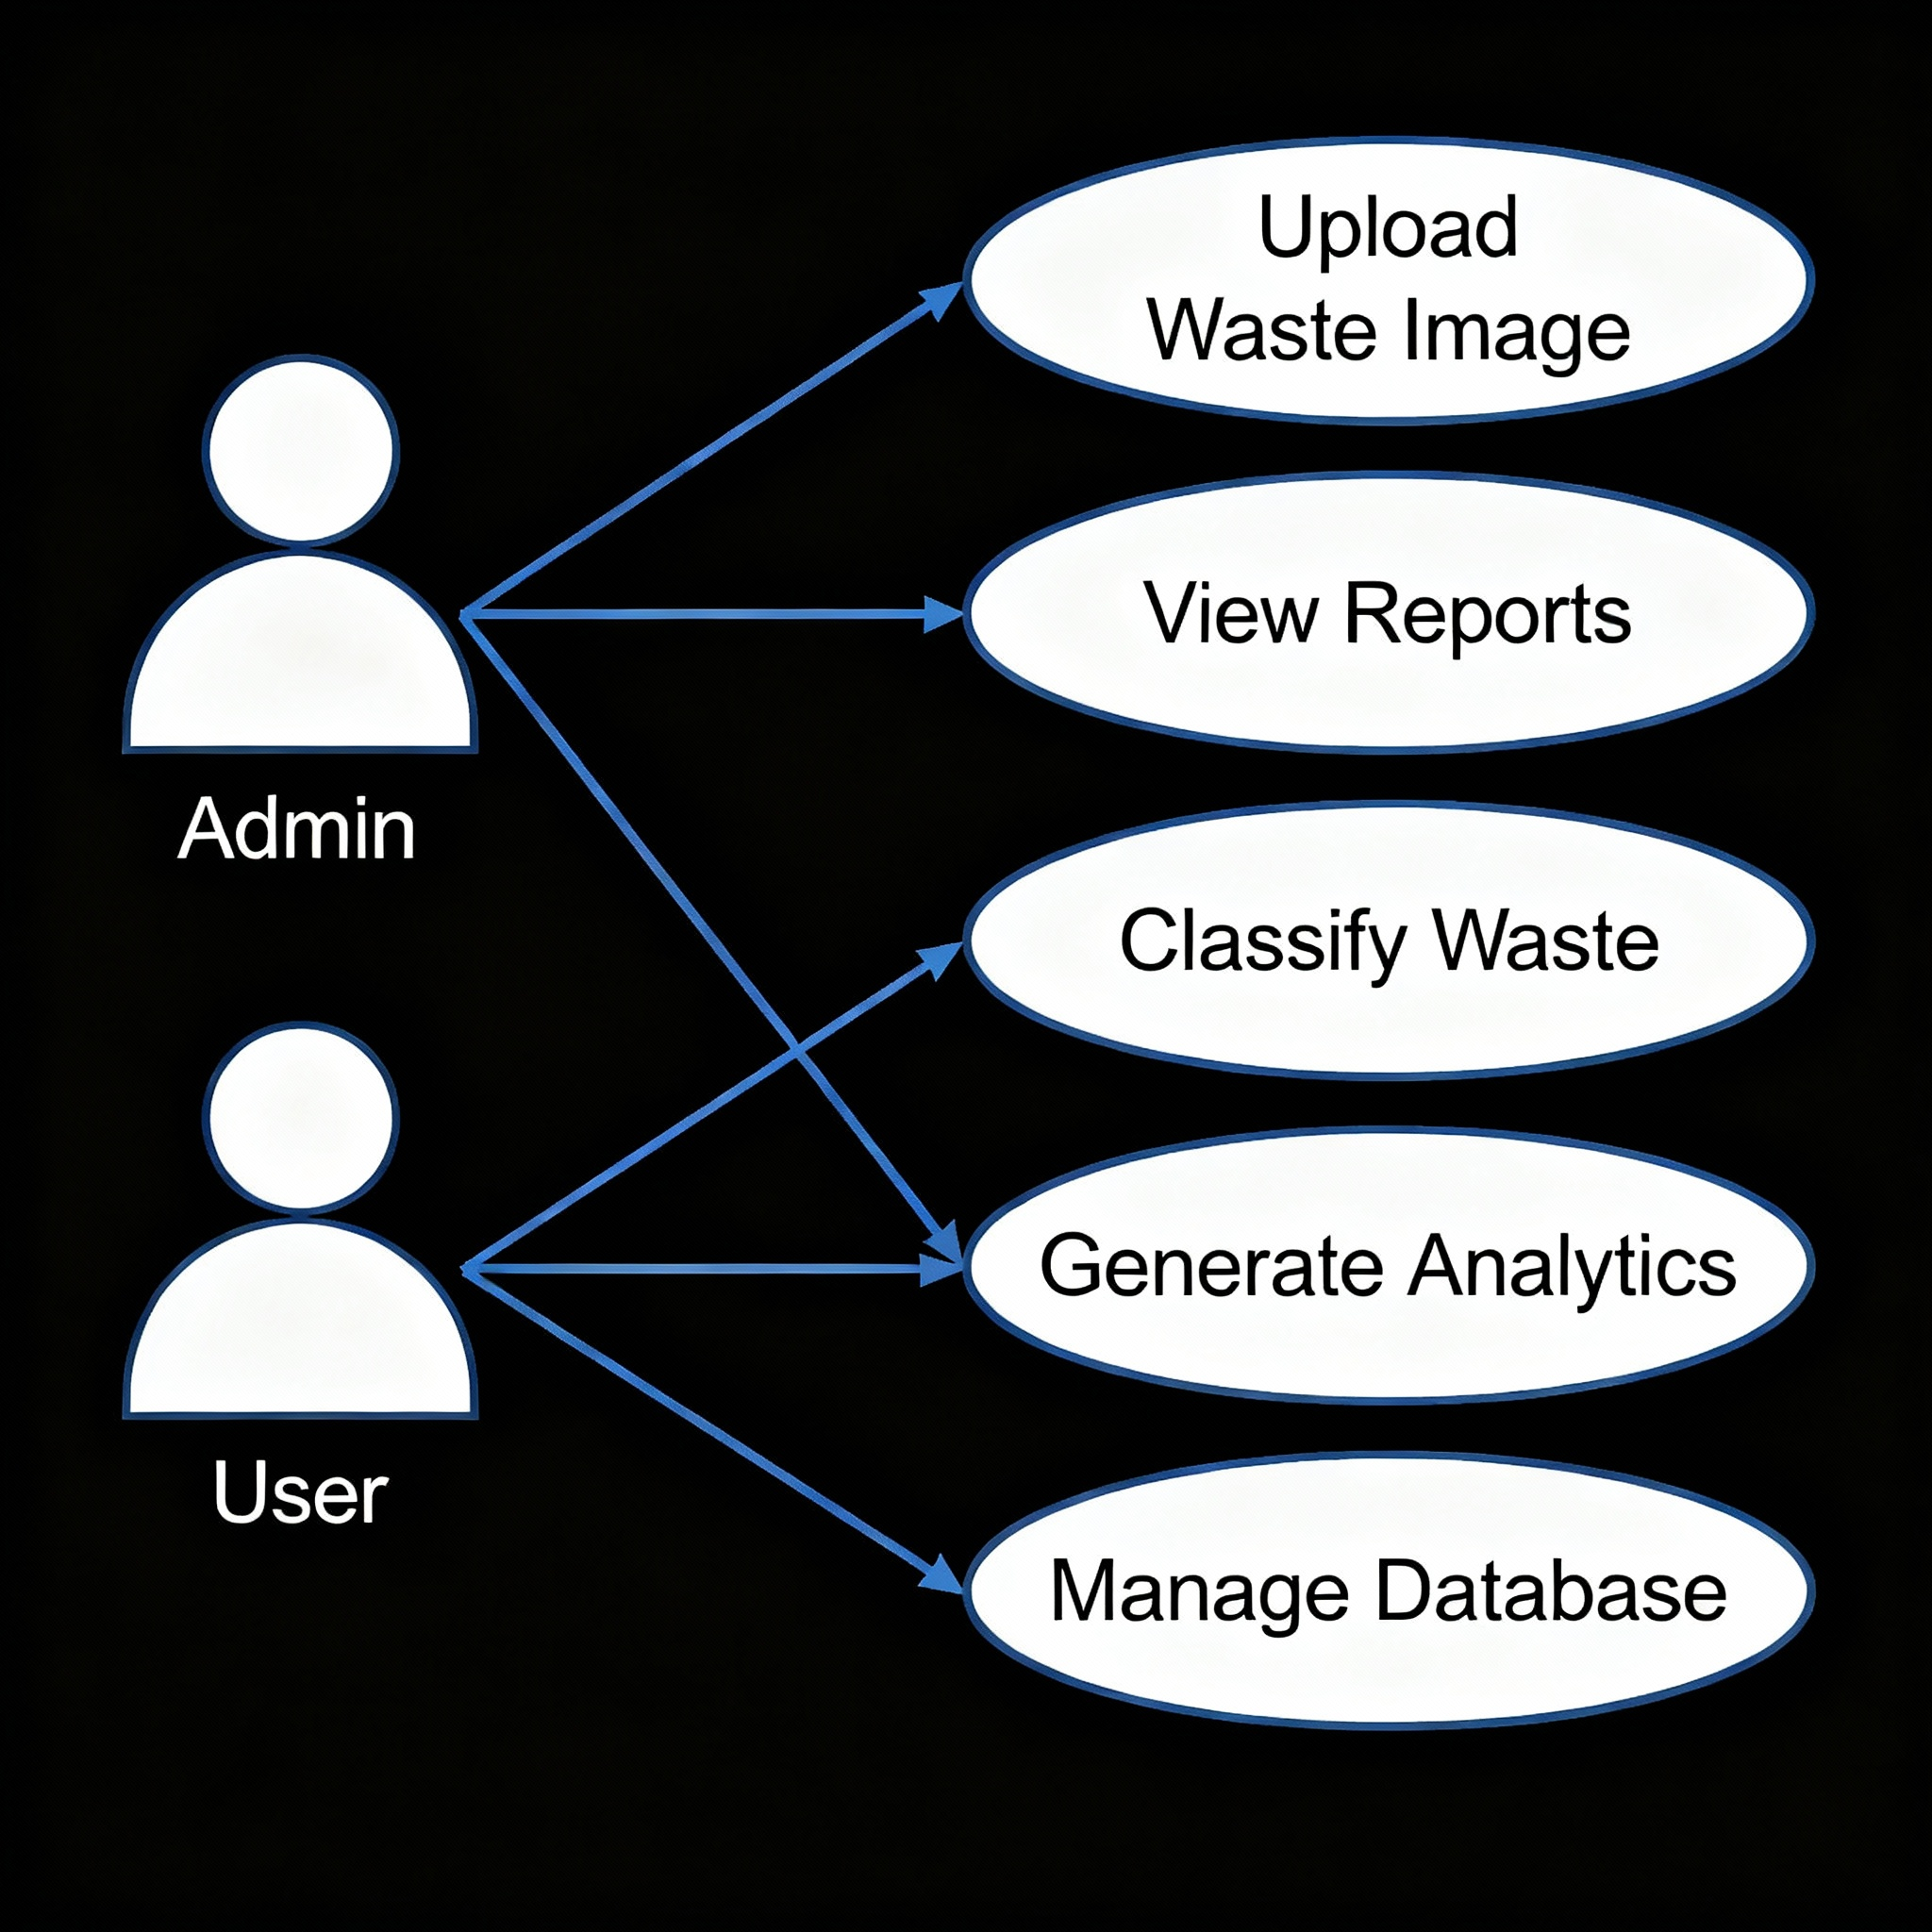 Upload
Waste Image
View Reports
Admin
Classify Waste
Generate Analytics
User
Manage Database